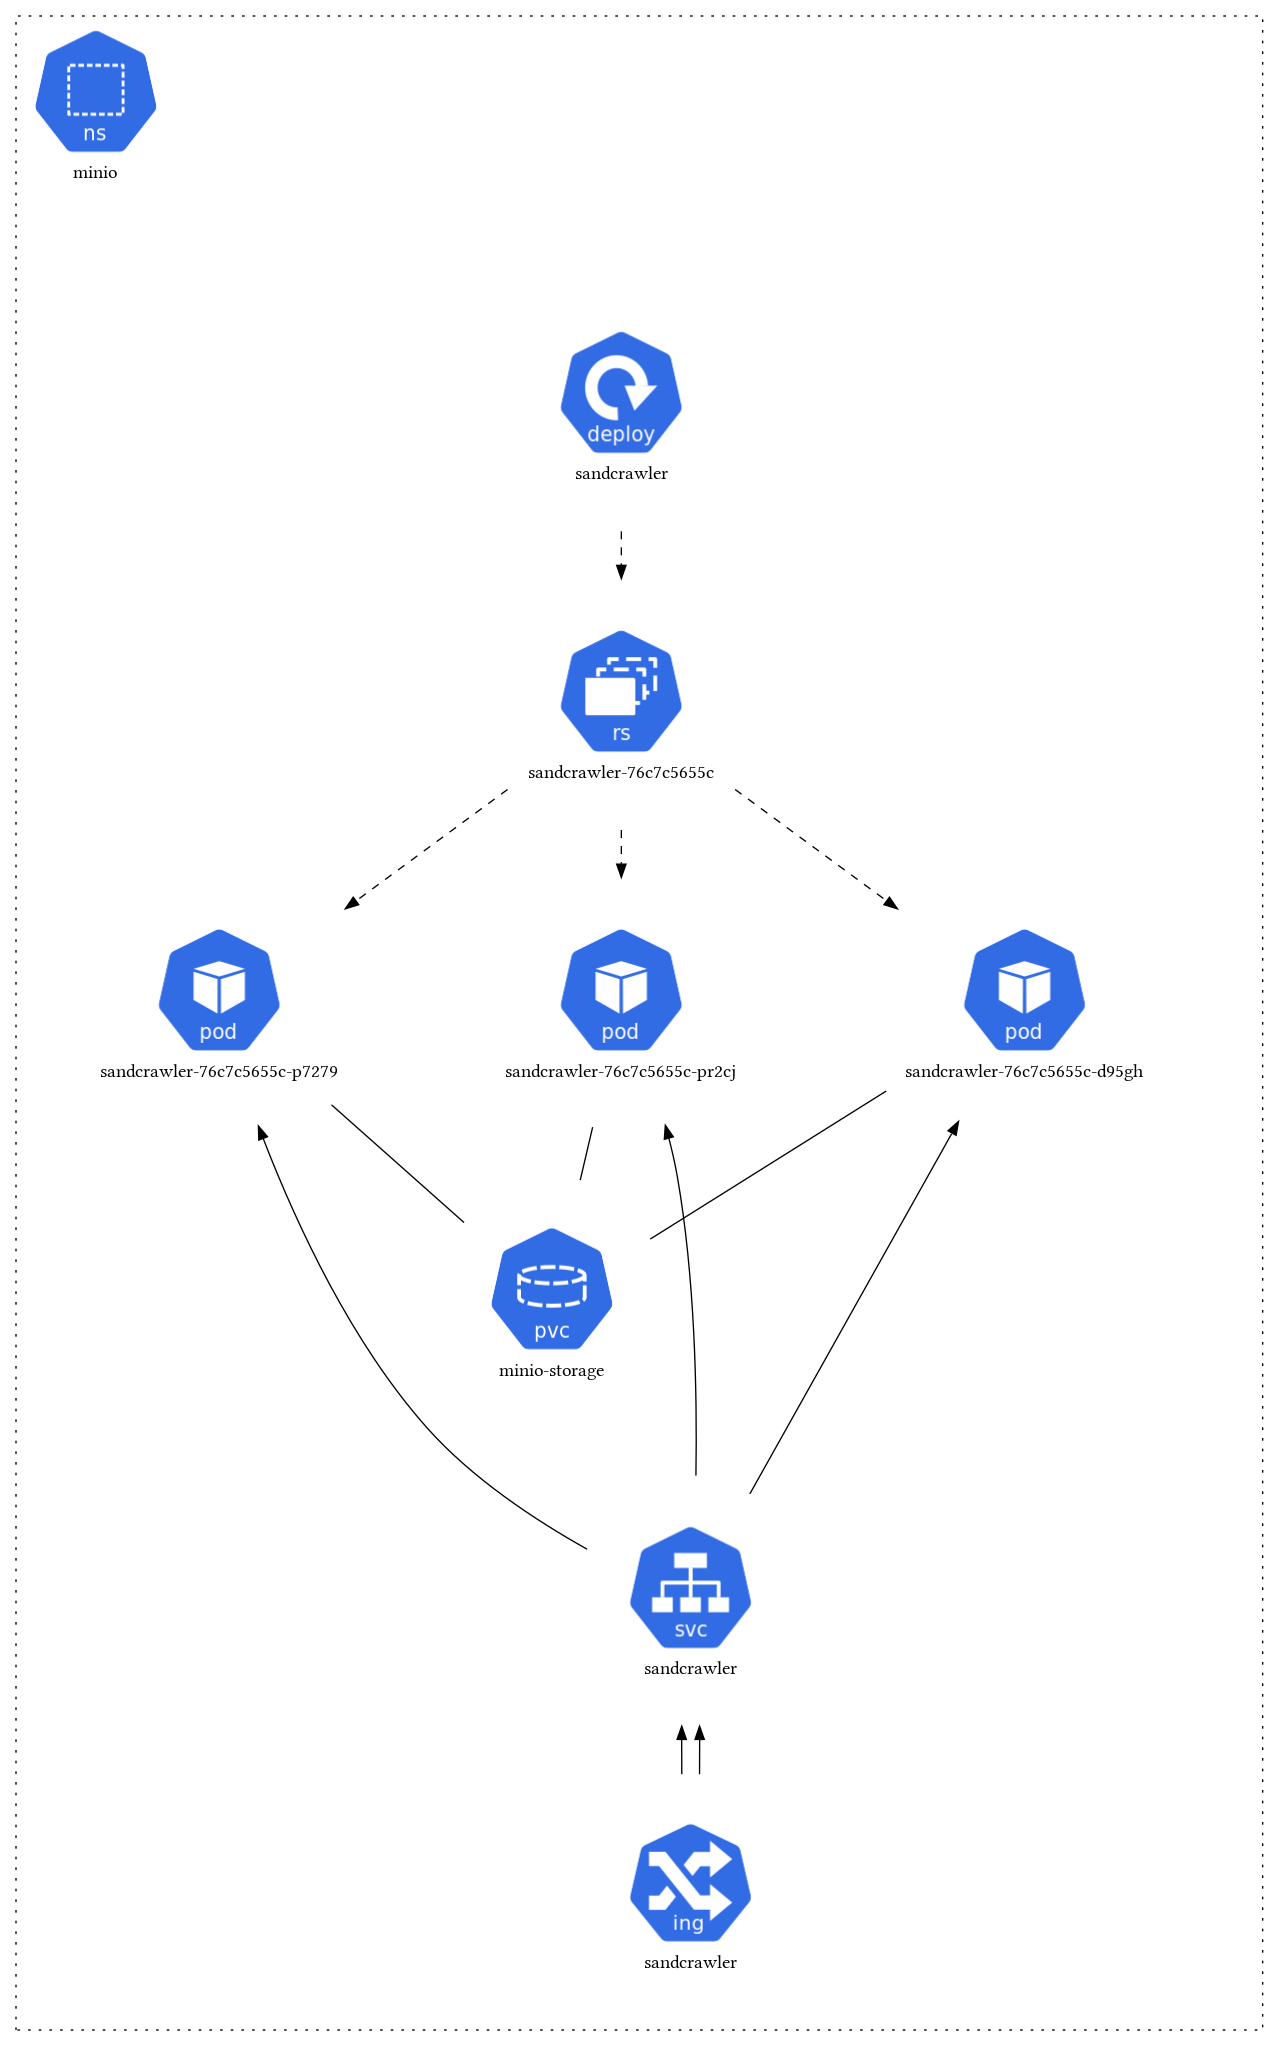 ns
minio
deploy
sandcrawler
rs
sandcrawler-76c7c5655c
pod
sandcrawler-76c7c5655c-p7279
pod
sandcrawler-76c7c5655c-pr2cj
pod
sandcrawler-76c7c5655c-d95gh
pvc
minio-storage
svc
sandcrawler
ing
sandcrawler